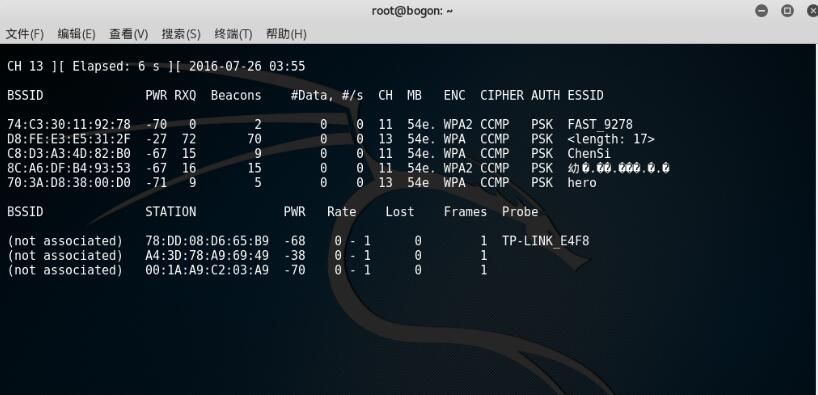 root@bogon: ~
文件(F) 编辑(E) 查看(V) 搜索(S) 终端(T) 帮助(H)
CH 13 ][ Elapsed: 6 s ][ 2016-07-26 03:55
BSSID PWR RXQ Beacons #Data, #/s CH MB ENC CIPHER AUTH ESSID
74:C3:30:11:92:78 -70 0 2 0 0 11 54e. WPA2 CCMP PSK FAST_9278
D8:FE:E3:E5:31:2F -27 72 70 0 0 13 54e. WPA CCMP PSK <length: 17>
C8:D3:A3:4D:82:B0 -67 15 9 0 0 11 54e. WPA CCMP PSK ChenSi
8C:A6:DF:B4:93:53 -67 16 15 0 0 11 54e. WPA2 CCMP PSK 幼�.��.���.�.�
70:3A:D8:38:00:D0 -71 9 5 0 0 13 54e WPA CCMP PSK hero
BSSID STATION PWR Rate Lost Frames Probe
(not associated) 78:DD:08:D6:65:B9 -68 0 - 1 0 1 TP-LINK_E4F8
(not associated) A4:3D:78:A9:69:49 -38 0 - 1 0 1
(not associated) 00:1A:A9:C2:03:A9 -70 0 - 1 0 1